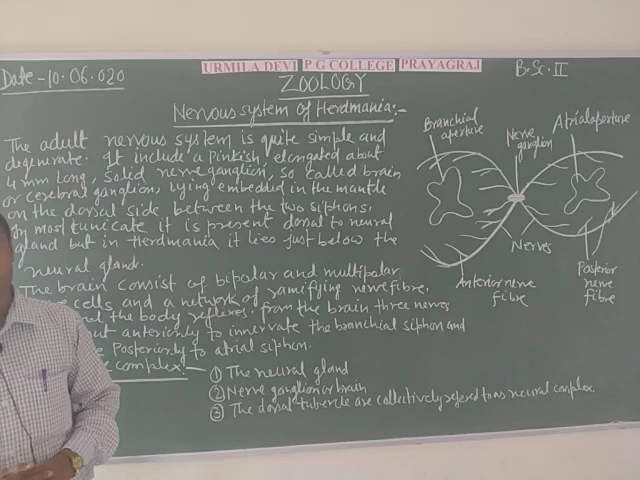 Date-10.06.020
URMILA DEVI P G COLLEGE PRAYAGRAJ
B.Sc. II
ZOOLOGY
Nervous system of Herdmania:-
The adult nervous system is quite simple and
degenerate. It include a pinkish, elongated about
4 mm long, solid nerve ganglion, so called brain
or cerebral ganglion, lying embedded in the mantle
on the dorsal side between the two siphons.
In most tunicate it is present dorsal to neural
gland but in Herdmania it lies just below the
neural gland.
The brain consist of bipolar and multipolar
cells and a network of ramifying nerve fibre.
the body reflexes. from the brain three nerves
out anteriorly to innervate the branchial siphon and
Posteriorly to atrial siphon.
complex:-
① The neural gland
② Nerve ganglion or brain
③ The dorsal tubercle are collectively refered to as neural complex
Branchial
aperture
Nerve
ganglion
Atrial aperture
Nerves
Anterior nerve
fibre
Posterior
nerve
fibre